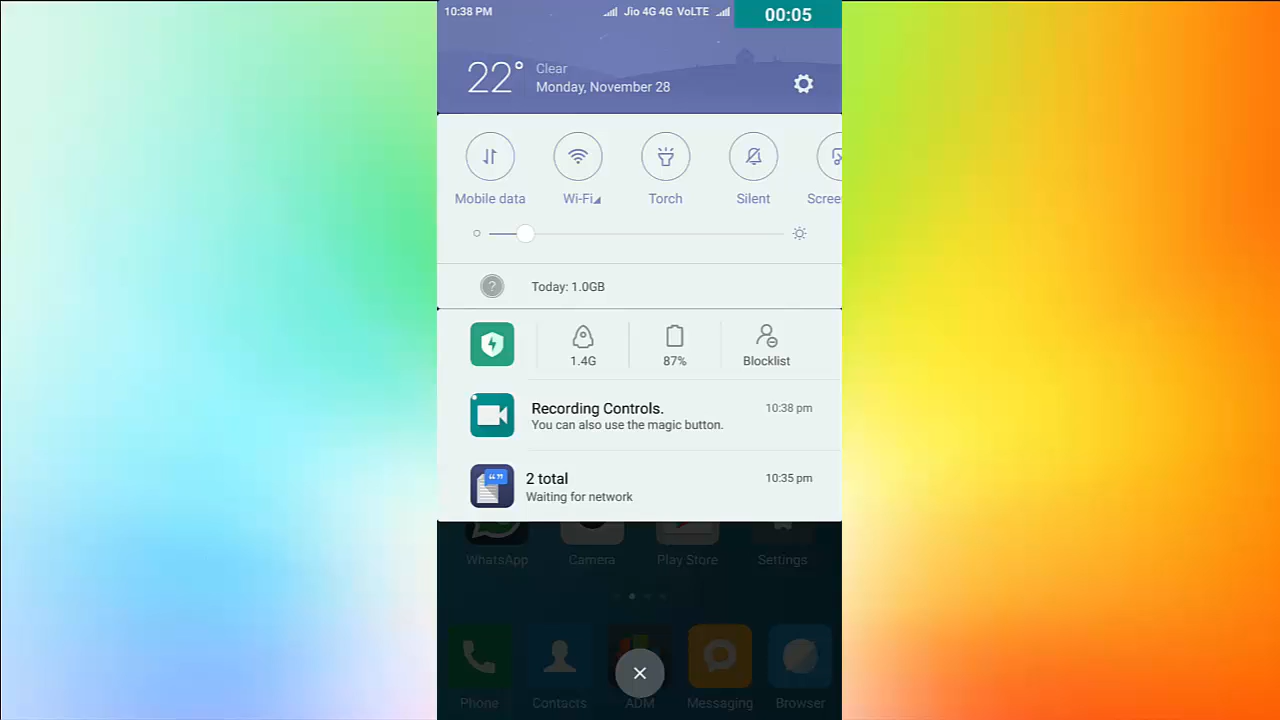 10:38 PM
Jio 4G 4G VoLTE
00:05
22°
Clear
Monday, November 28
Mobile data
Wi-Fi
Torch
Silent
Scree
Today: 1.0GB
1.4G
87%
Blocklist
Recording Controls.
10:38 pm
You can also use the magic button.
2 total
10:35 pm
Waiting for network
WhatsApp
Camera
Play Store
Settings
Phone
Contacts
ADM
Messaging
Browser